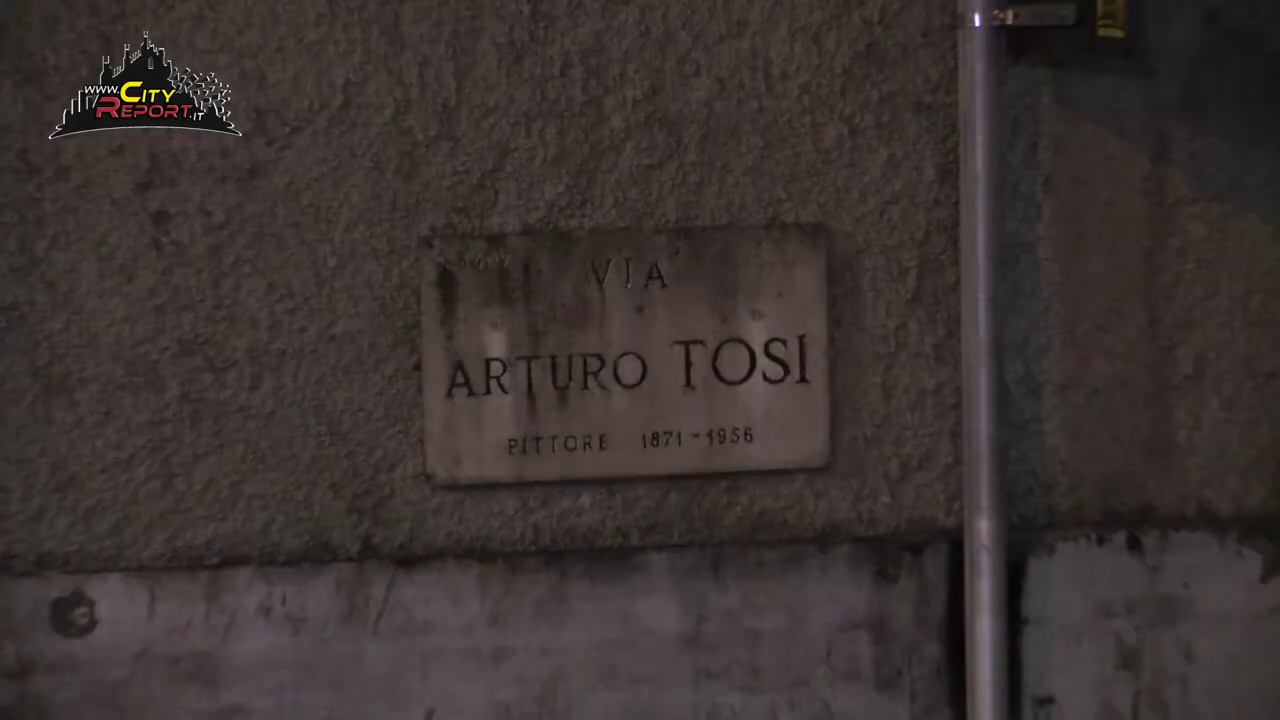 www.CITY
REPORT.IT
VIA
ARTURO TOSI
PITTORE 1871-1956